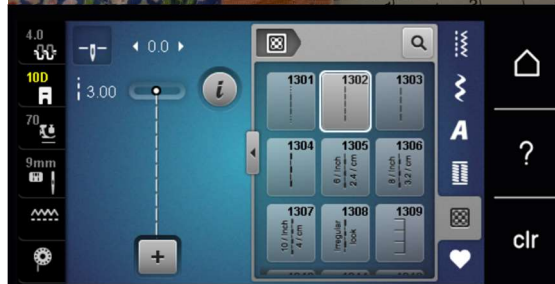 4.0
0.0
10D
3.00
i
70
9mm
1301 1302 1303
1304 1305 1306
6 / Inch
2.4 / cm
8 / Inch
3.2 / cm
1307 1308 1309
10 / Inch
4 / cm
irregular
look
A
?
clr